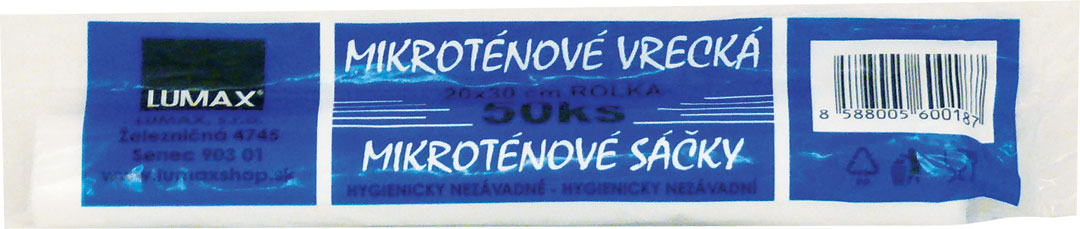 LUMAX®
LUMAX, s.r.o.
Železničná 4745
Senec 903 01
www.lumaxshop.sk
MIKROTÉNOVÉ VRECKÁ
20x30 cm ROLKA
50ks
MIKROTÉNOVÉ SÁČKY
HYGIENICKY NEZÁVADNÉ - HYGIENICKY NEZÁVADNÍ
8 588005 600187
PP